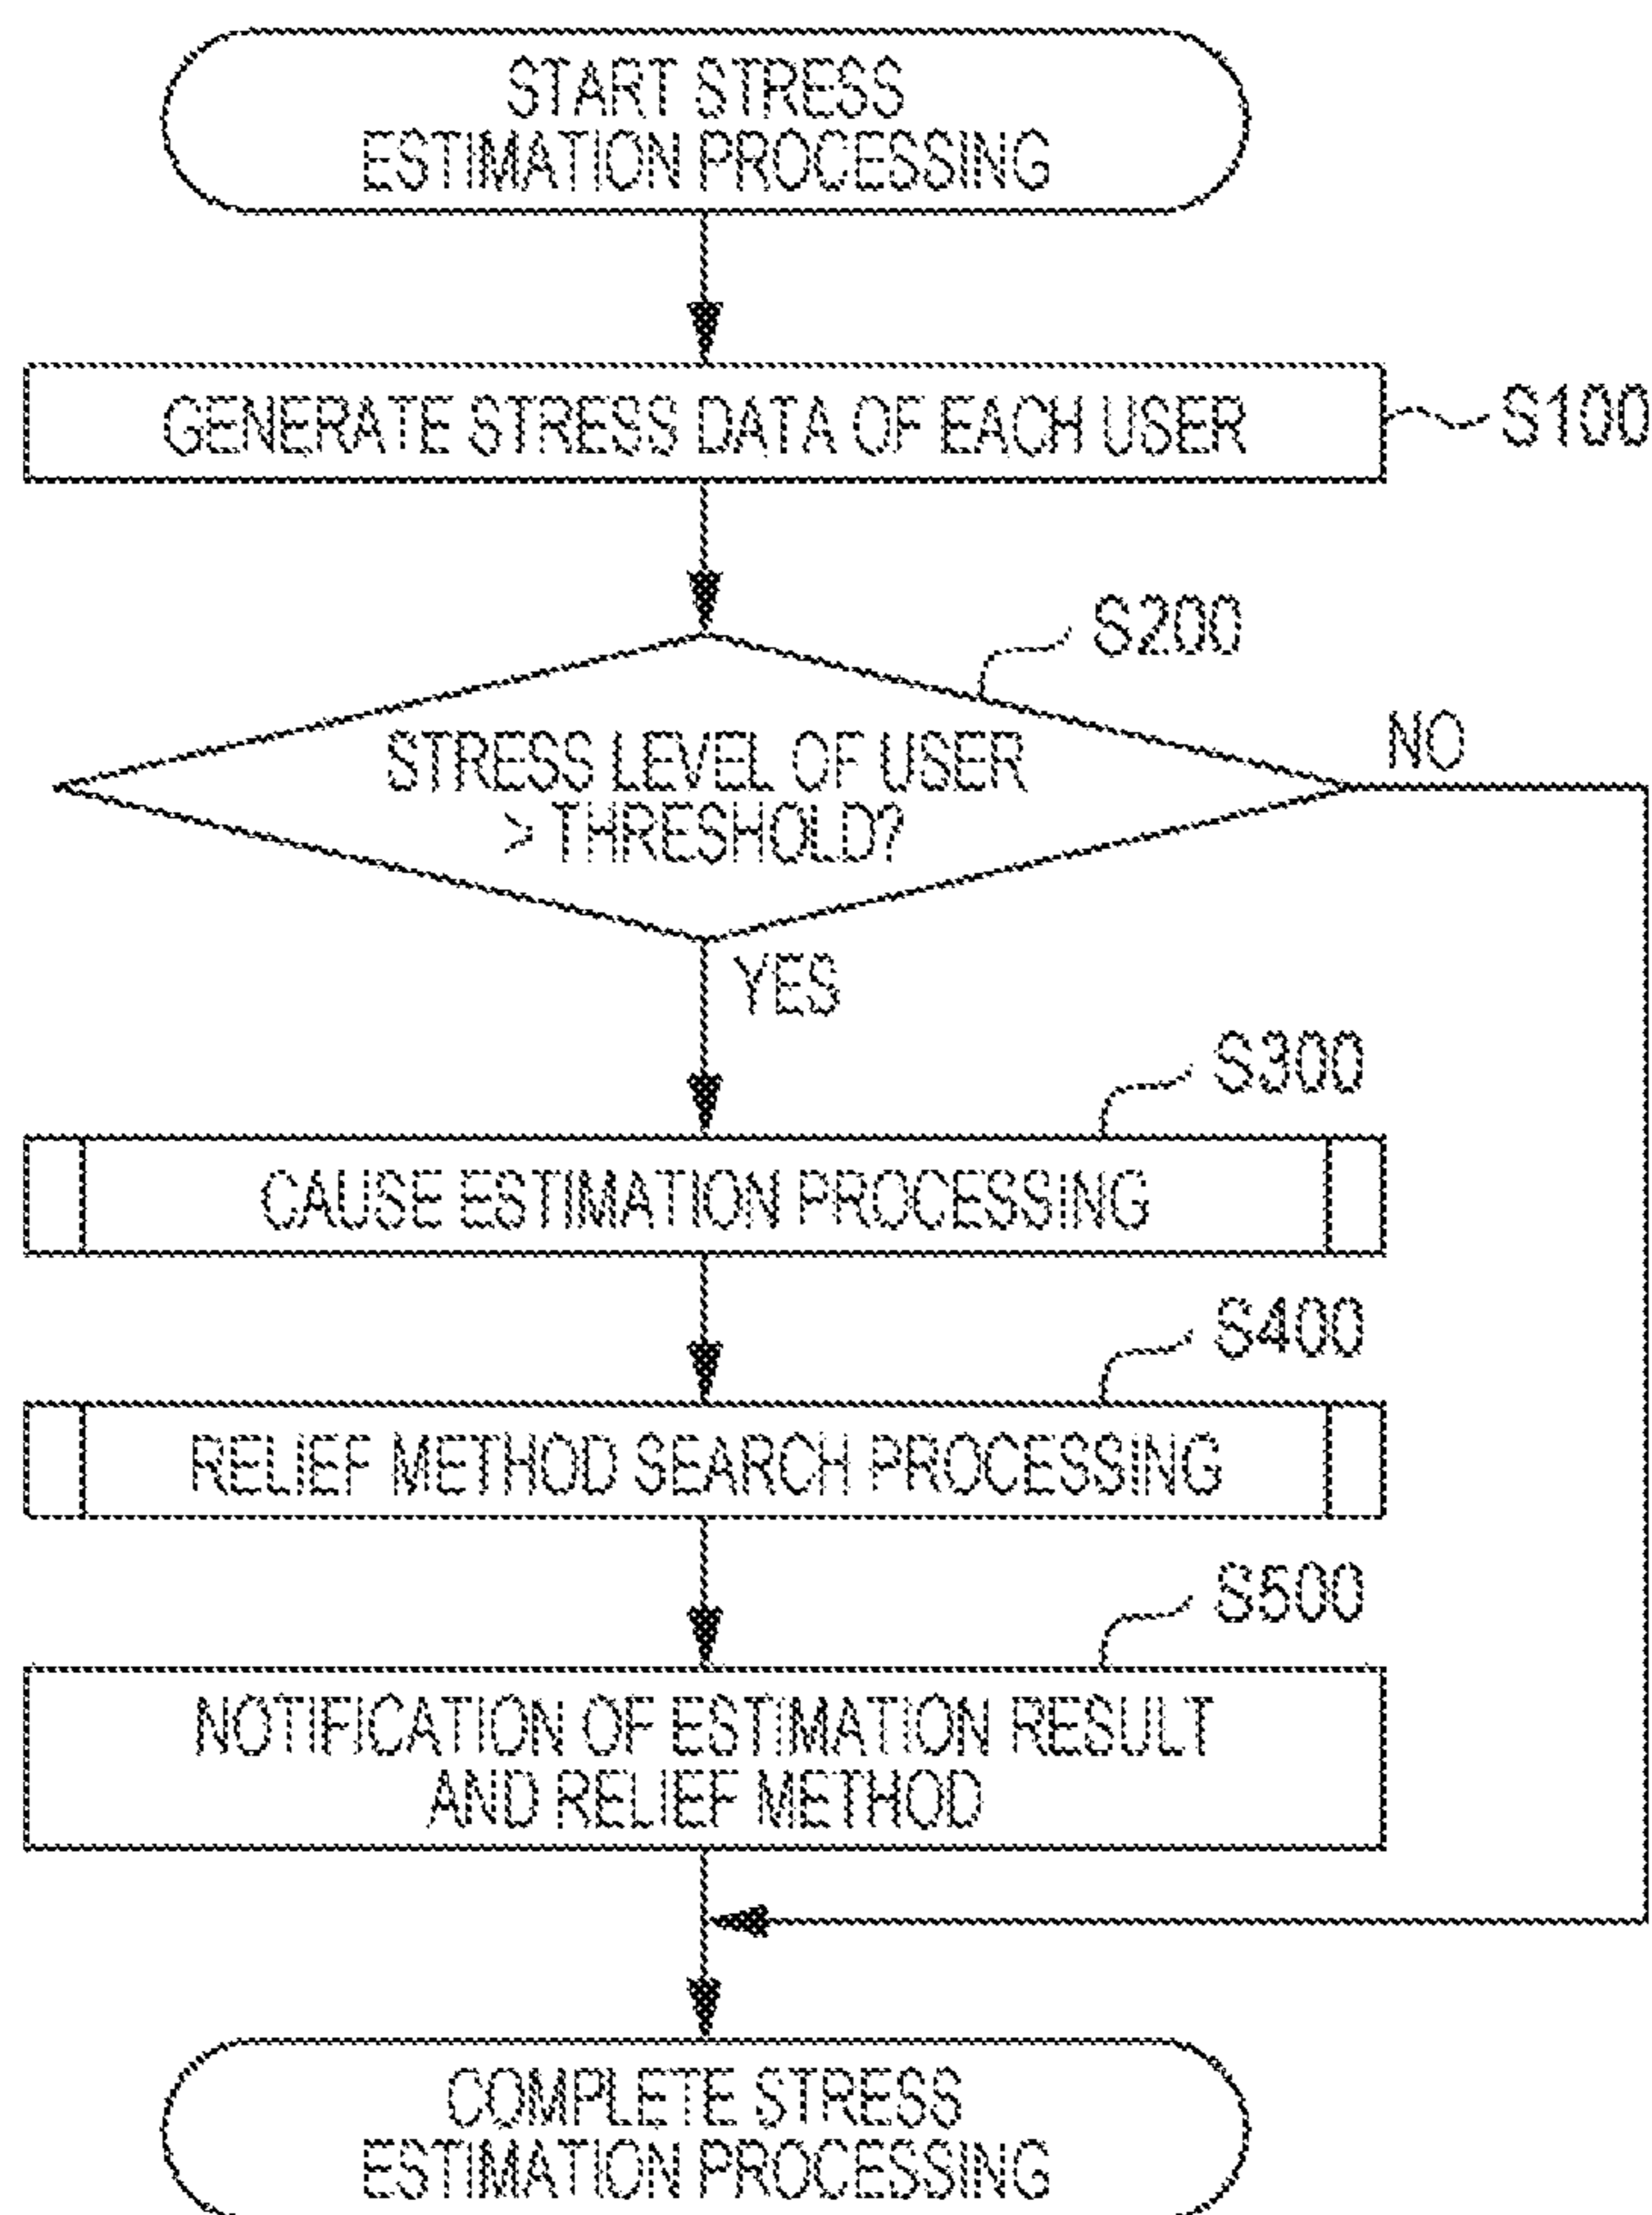 START STRESS
ESTIMATION PROCESSING
GENERATE STRESS DATA OF EACH USER
S100
S200
STRESS LEVEL OF USER
> THRESHOLD?
NO
YES
S300
CAUSE ESTIMATION PROCESSING
S400
RELIEF METHOD SEARCH PROCESSING
S500
NOTIFICATION OF ESTIMATION RESULT
AND RELIEF METHOD
COMPLETE STRESS
ESTIMATION PROCESSING